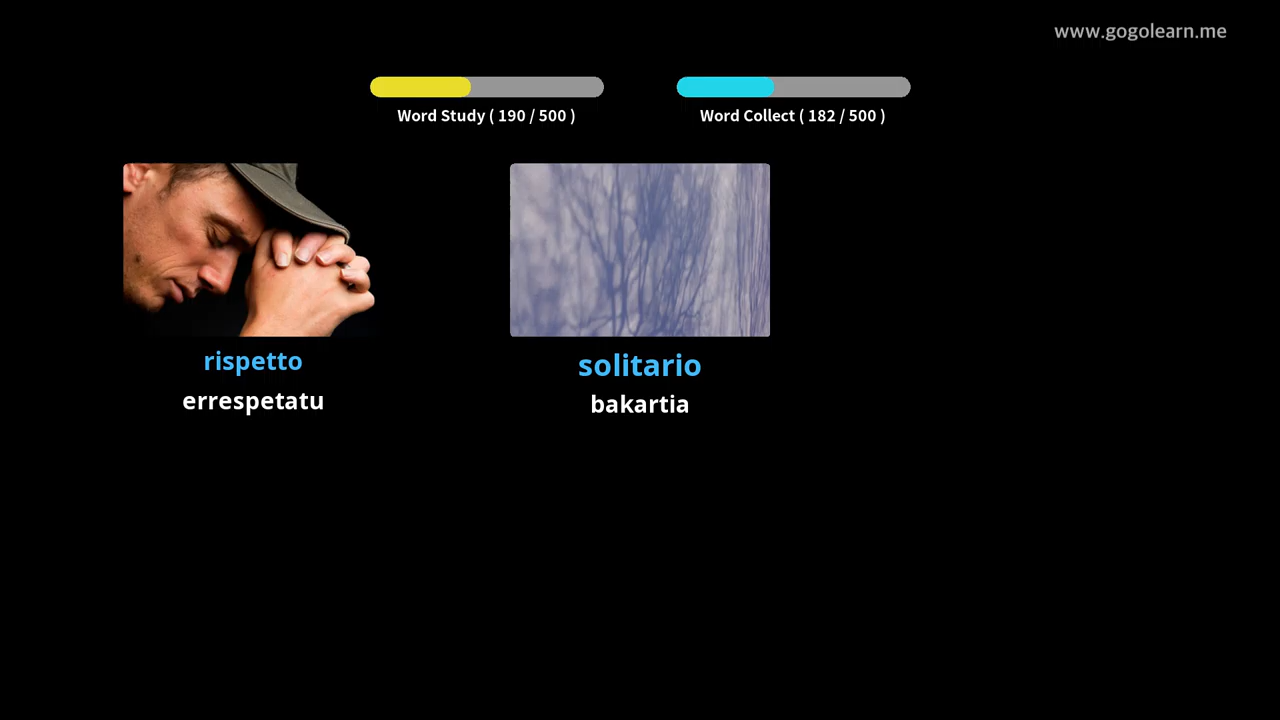 www.gogolearn.me
Word Study ( 190 / 500 )
Word Collect ( 182 / 500 )
rispetto
errespetatu
solitario
bakartia